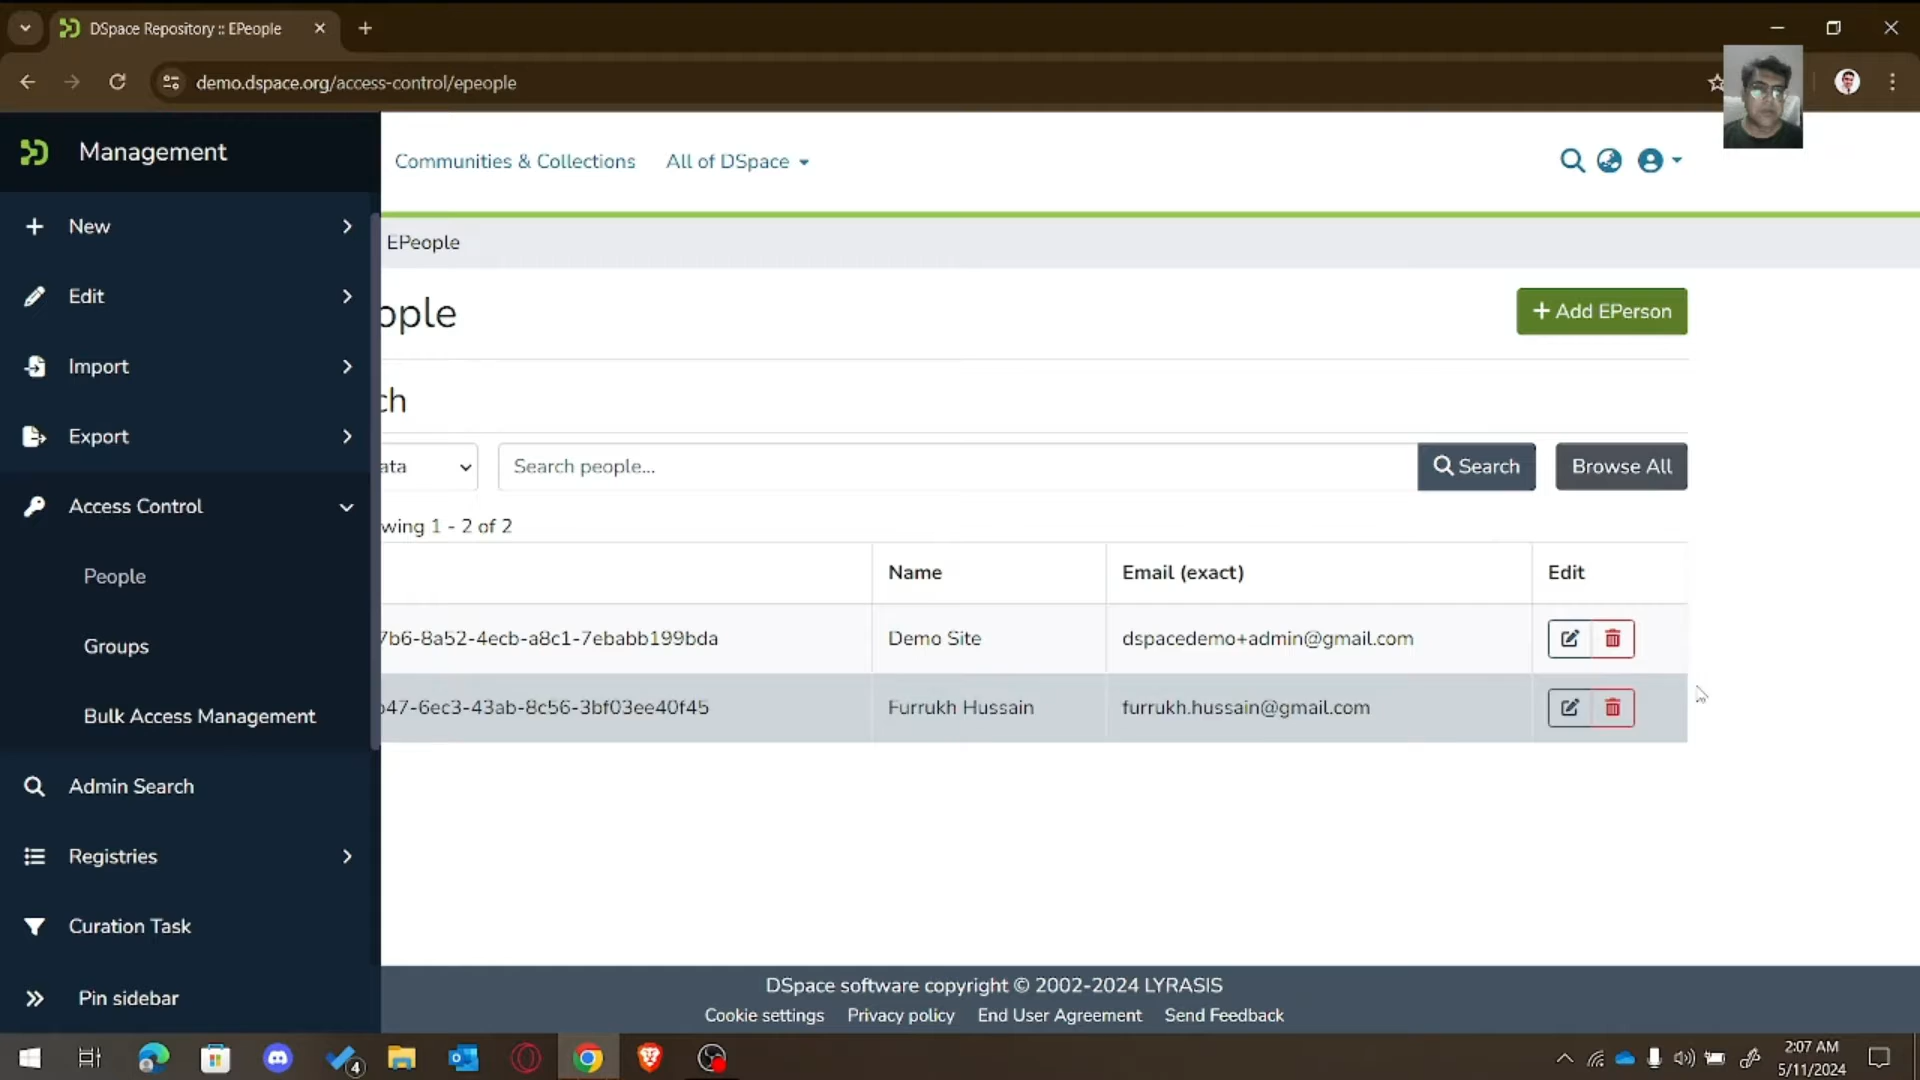 DSpace Repository :: EPeople
demo.dspace.org/access-control/epeople
Management
Communities & Collections All of DSpace
New
EPeople
Edit
ople
+ Add EPerson
Import
ch
Export
ata
Search people...
Search
Browse All
Access Control
wing 1 - 2 of 2
People
Name
Email (exact)
Edit
Groups
7b6-8a52-4ecb-a8c1-7ebabb199bda
Demo Site
dspacedemo+admin@gmail.com
Bulk Access Management
b47-6ec3-43ab-8c56-3bf03ee40f45
Furrukh Hussain
furrukh.hussain@gmail.com
Admin Search
Registries
Curation Task
Pin sidebar
DSpace software copyright © 2002-2024 LYRASIS
Cookie settings Privacy policy End User Agreement Send Feedback
4
2:07 AM
5/11/2024